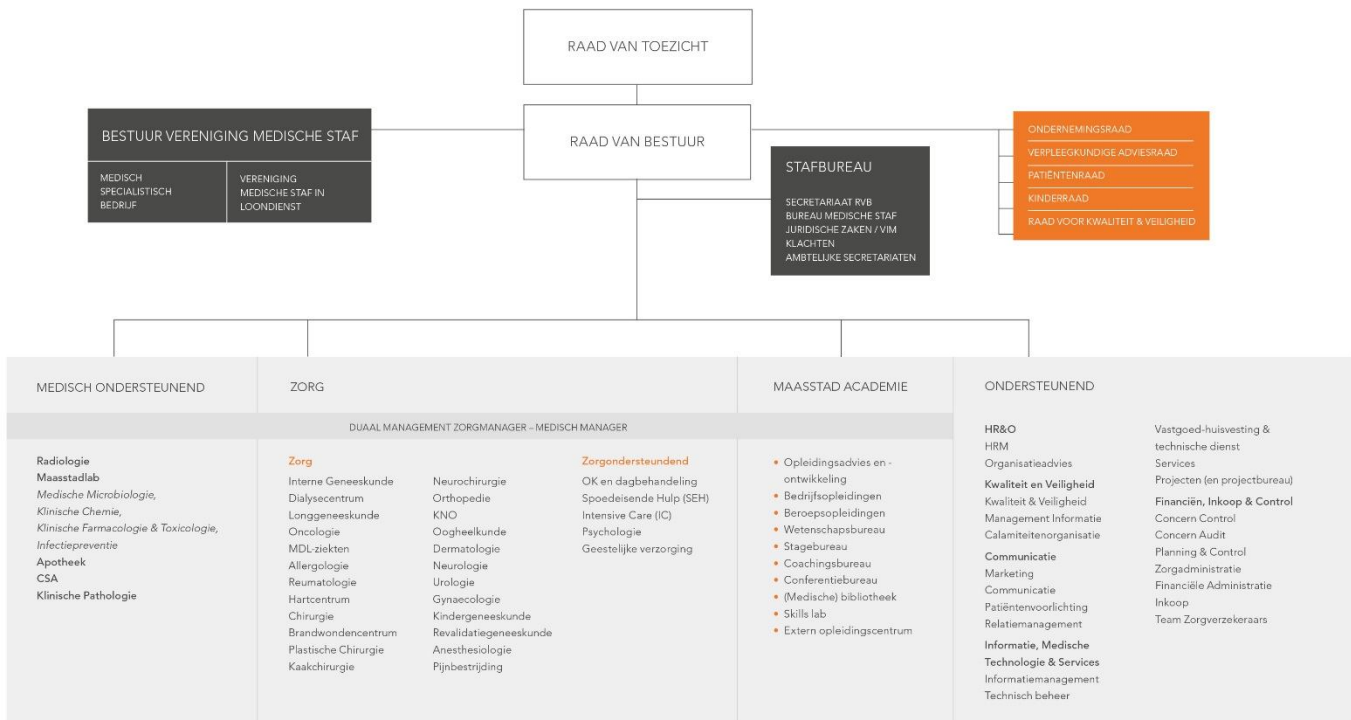 RAAD VAN TOEZICHT
BESTUUR VERENIGING MEDISCHE STAF
MEDISCH
SPECIALISTISCH
BEDRIJF
VERENIGING
MEDISCHE STAF IN
LOONDIENST
RAAD VAN BESTUUR
STAFBUREAU
SECRETARIAAT RVB
BUREAU MEDISCHE STAF
JURIDISCHE ZAKEN / VIM
KLACHTEN
AMBTELIJKE SECRETARIATEN
ONDERNEMINGSRAAD
VERPLEEGKUNDIGE ADVIESRAAD
PATIËNTENRAAD
KINDERRAAD
RAAD VOOR KWALITEIT & VEILIGHEID
MEDISCH ONDERSTEUNEND
ZORG
MAASSTAD ACADEMIE
ONDERSTEUNEND
DUAAL MANAGEMENT ZORGMANAGER – MEDISCH MANAGER
Radiologie
Maasstadlab
Medische Microbiologie,
Klinische Chemie,
Klinische Farmacologie & Toxicologie,
Infectiepreventie
Apotheek
CSA
Klinische Pathologie
Zorg
Interne Geneeskunde
Dialysecentrum
Longgeneeskunde
Oncologie
MDL-ziekten
Allergologie
Reumatologie
Hartcentrum
Chirurgie
Brandwondencentrum
Plastische Chirurgie
Kaakchirurgie
Neurochirurgie
Orthopedie
KNO
Oogheelkunde
Dermatologie
Neurologie
Urologie
Gynaecologie
Kindergeneeskunde
Revalidatiegeneeskunde
Anesthesiologie
Pijnbestrijding
Zorgondersteundend
OK en dagbehandeling
Spoedeisende Hulp (SEH)
Intensive Care (IC)
Psychologie
Geestelijke verzorging
• Opleidingsadvies en -
ontwikkeling
• Bedrijfsopleidingen
• Beroepsopleidingen
• Wetenschapsbureau
• Stagebureau
• Coachingsbureau
• Conferentiebureau
• (Medische) bibliotheek
• Skills lab
• Extern opleidingscentrum
HR&O
HRM
Organisatieadvies
Kwaliteit en Veiligheid
Kwaliteit & Veiligheid
Management Informatie
Calamiteitenorganisatie
Communicatie
Marketing
Communicatie
Patiëntenvoorlichting
Relatiemanagement
Informatie, Medische
Technologie & Services
Informatiemanagement
Technisch beheer
Vastgoed-huisvesting &
technische dienst
Services
Projecten (en projectbureau)
Financiën, Inkoop & Control
Concern Control
Concern Audit
Planning & Control
Zorgadministratie
Financiële Administratie
Inkoop
Team Zorgverzekeraars